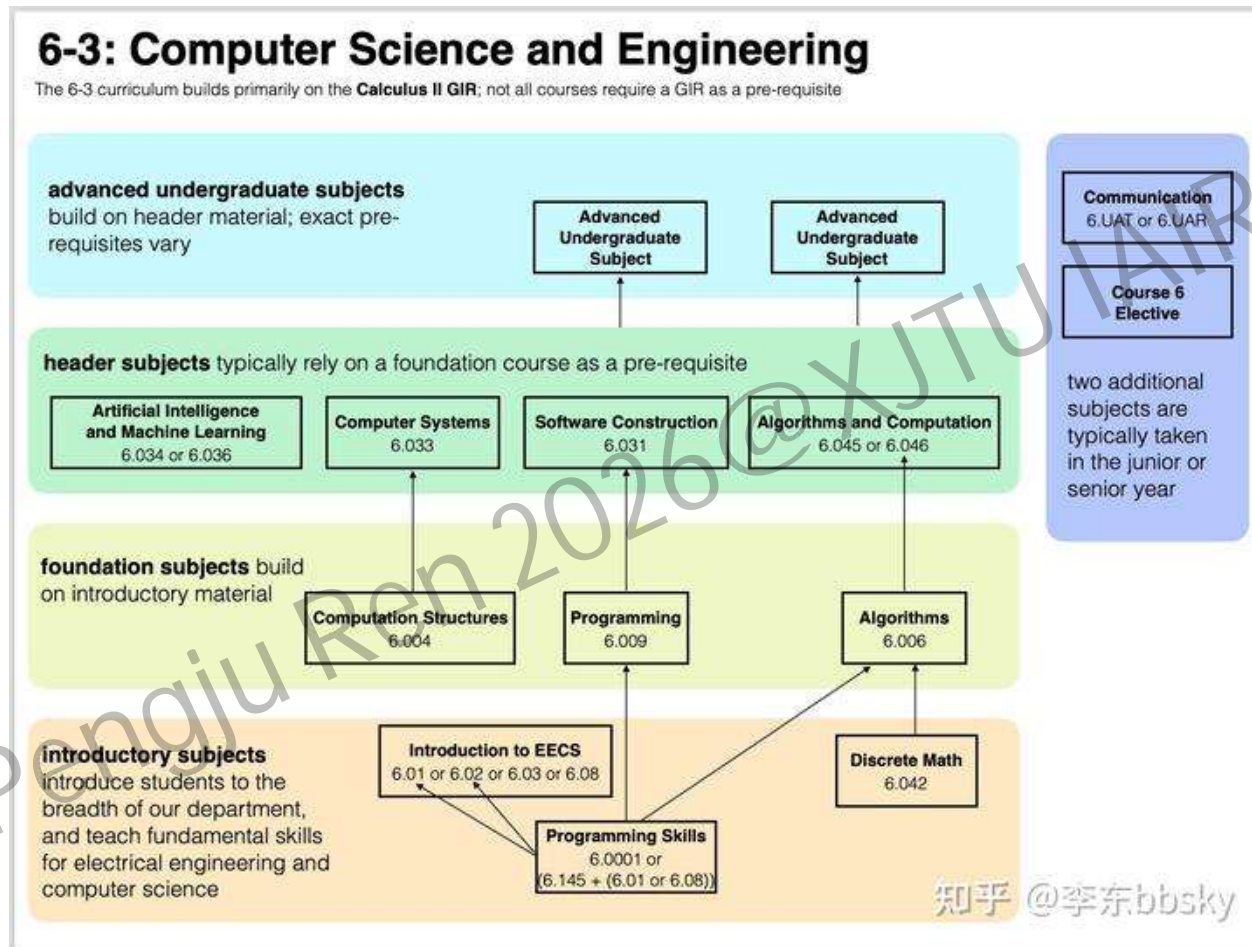 6-3: Computer Science and Engineering
The 6-3 curriculum builds primarily on the Calculus II GIR; not all courses require a GIR as a pre-requisite
advanced undergraduate subjects
build on header material; exact pre-
requisites vary
Advanced
Undergraduate
Subject
Advanced
Undergraduate
Subject
Communication
6.UAT or 6.UAR
Course 6
Elective
two additional
subjects are
typically taken
in the junior or
senior year
header subjects typically rely on a foundation course as a pre-requisite
Artificial Intelligence
and Machine Learning
6.034 or 6.036
Computer Systems
6.033
Software Construction
6.031
Algorithms and Computation
6.045 or 6.046
foundation subjects build
on introductory material
Computation Structures
6.004
Programming
6.009
Algorithms
6.006
introductory subjects
introduce students to the
breadth of our department,
and teach fundamental skills
for electrical engineering and
computer science
Introduction to EECS
6.01 or 6.02 or 6.03 or 6.08
Discrete Math
6.042
Programming Skills
6.0001 or
(6.145 + (6.01 or 6.08))
Pengju Ren 2026@XJTU IAIR
知乎 @李东bbsky